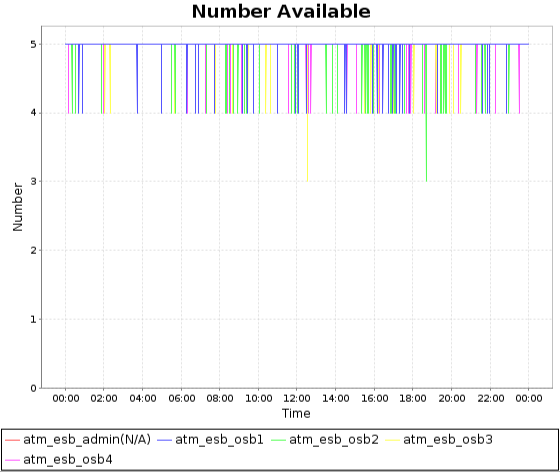 Number Available
5
4
3
2
1
0
Number
00:00 02:00 04:00 06:00 08:00 10:00 12:00 14:00 16:00 18:00 20:00 22:00 00:00
Time
atm_esb_admin(N/A) atm_esb_osb1 atm_esb_osb2 atm_esb_osb3
atm_esb_osb4